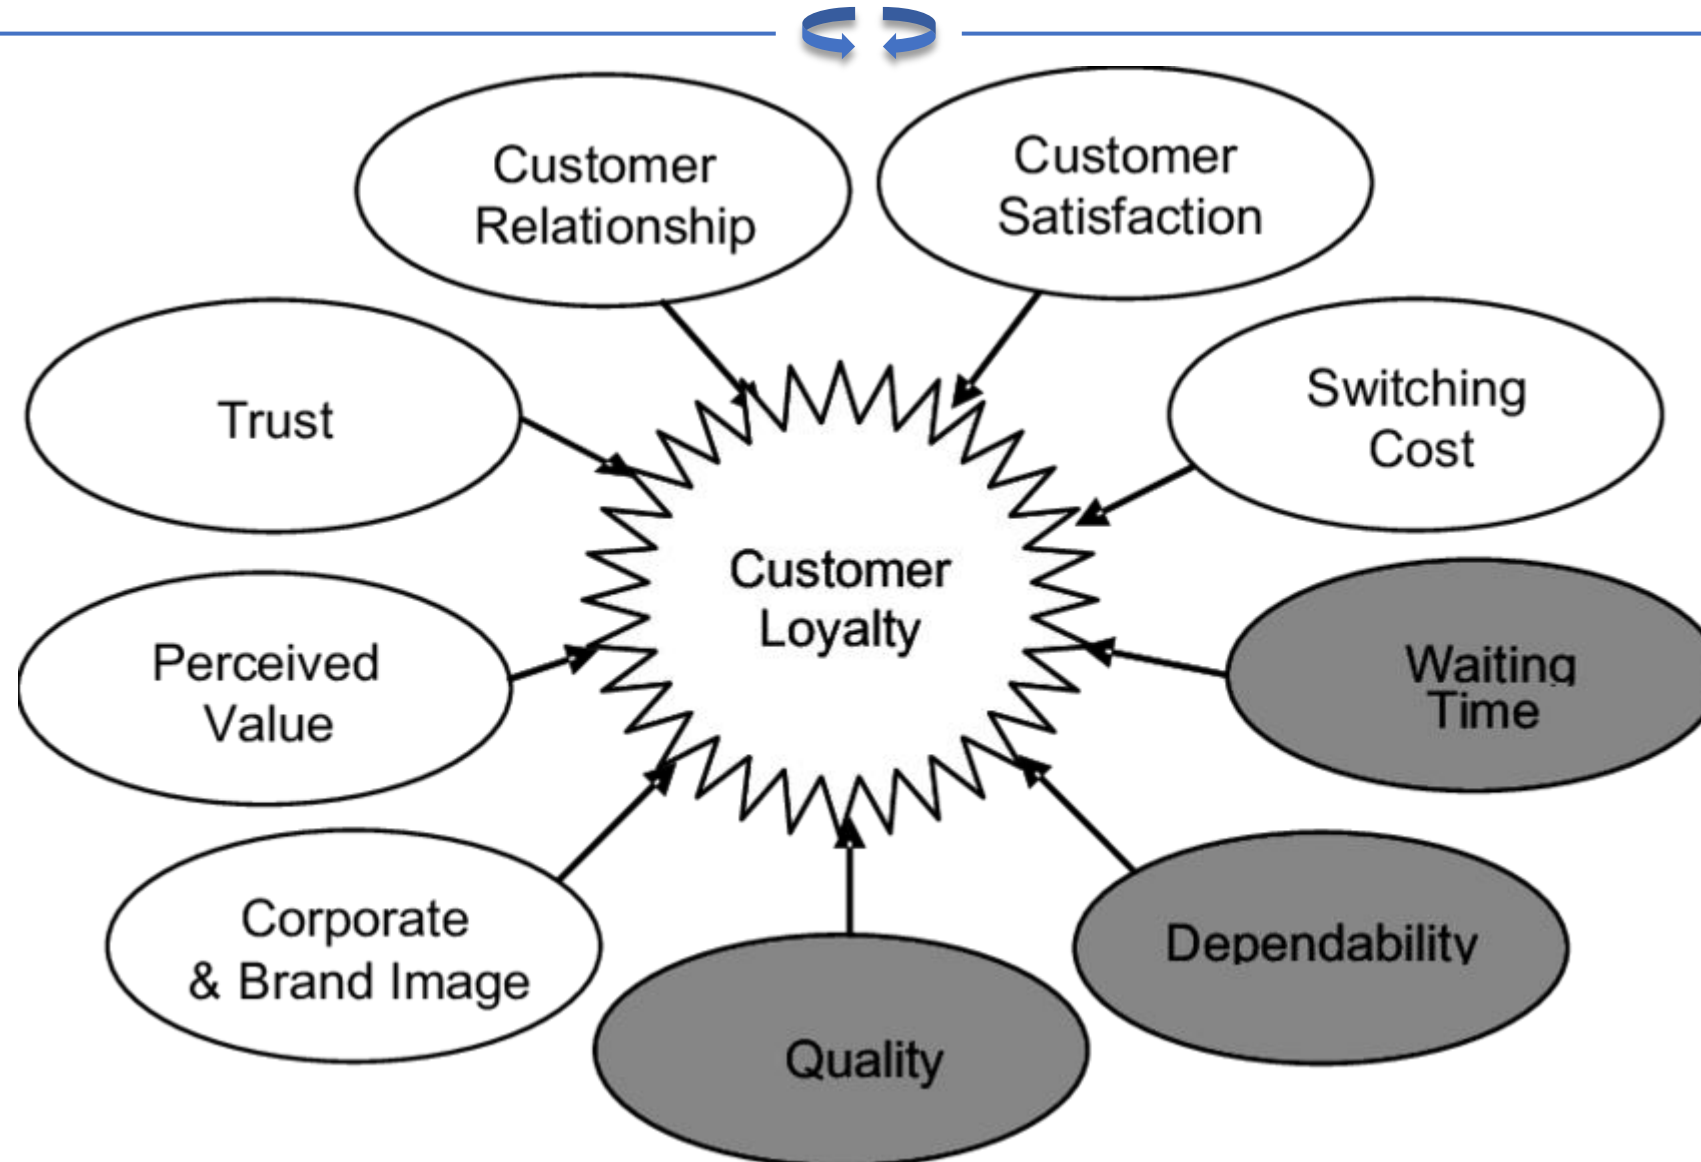 Customer
Relationship
Customer
Satisfaction
Trust
Switching
Cost
Customer
Loyalty
Perceived
Value
Waiting
Time
Corporate
& Brand Image
Dependability
Quality